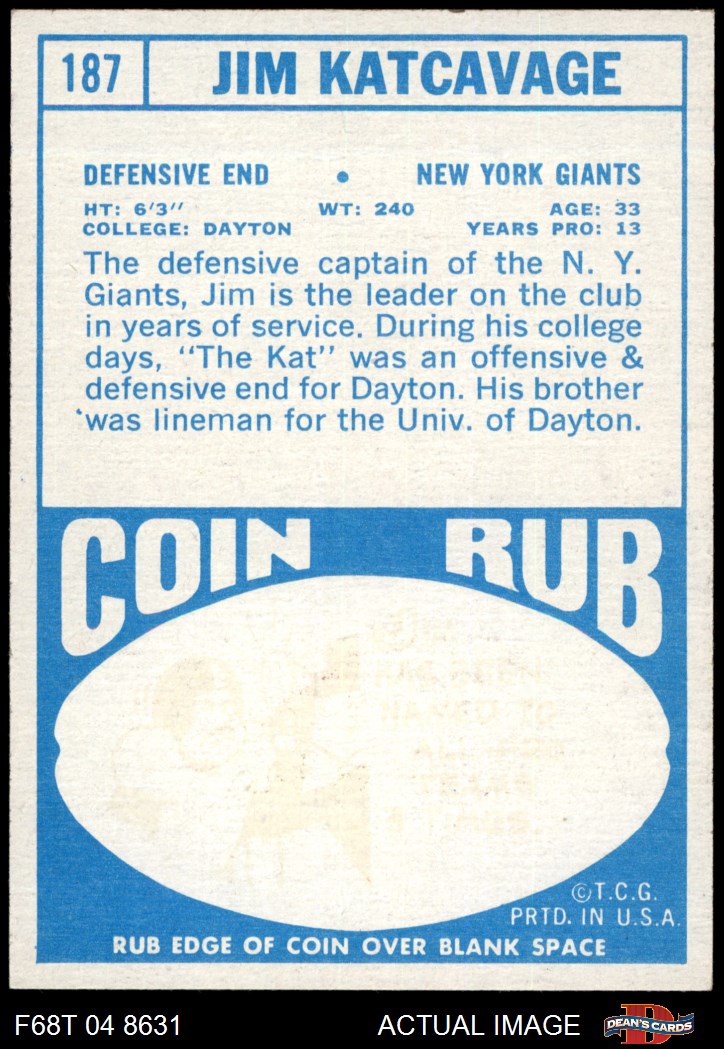 187 JIM KATCAVAGE
DEFENSIVE END • NEW YORK GIANTS
HT: 6'3" WT: 240 AGE: 33
COLLEGE: DAYTON YEARS PRO: 13
The defensive captain of the N. Y.
Giants, Jim is the leader on the club
in years of service. During his college
days, "The Kat" was an offensive &
defensive end for Dayton. His brother
was lineman for the Univ. of Dayton.
COIN RUB
©T.C.G.
PRTD. IN U.S.A.
RUB EDGE OF COIN OVER BLANK SPACE
F68T 04 8631 ACTUAL IMAGE D DEAN'S CARDS